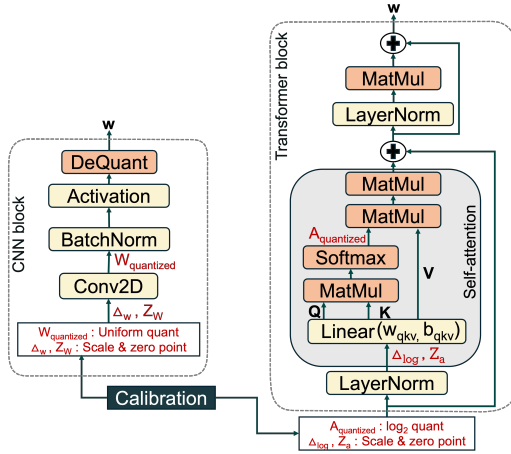 w
DeQuant
Activation
BatchNorm
W_quantized
Conv2D
Δ_w , Z_W
W_quantized : Uniform quant
Δ_w , Z_W : Scale & zero point
CNN block
Calibration
w
MatMul
LayerNorm
Transformer block
MatMul
MatMul
A_quantized
Softmax
MatMul
Q
K
V
Self-attention
Linear(w_qkv, b_qkv)
Δ_log , Z_a
LayerNorm
A_quantized : log_2 quant
Δ_log , Z_a : Scale & zero point